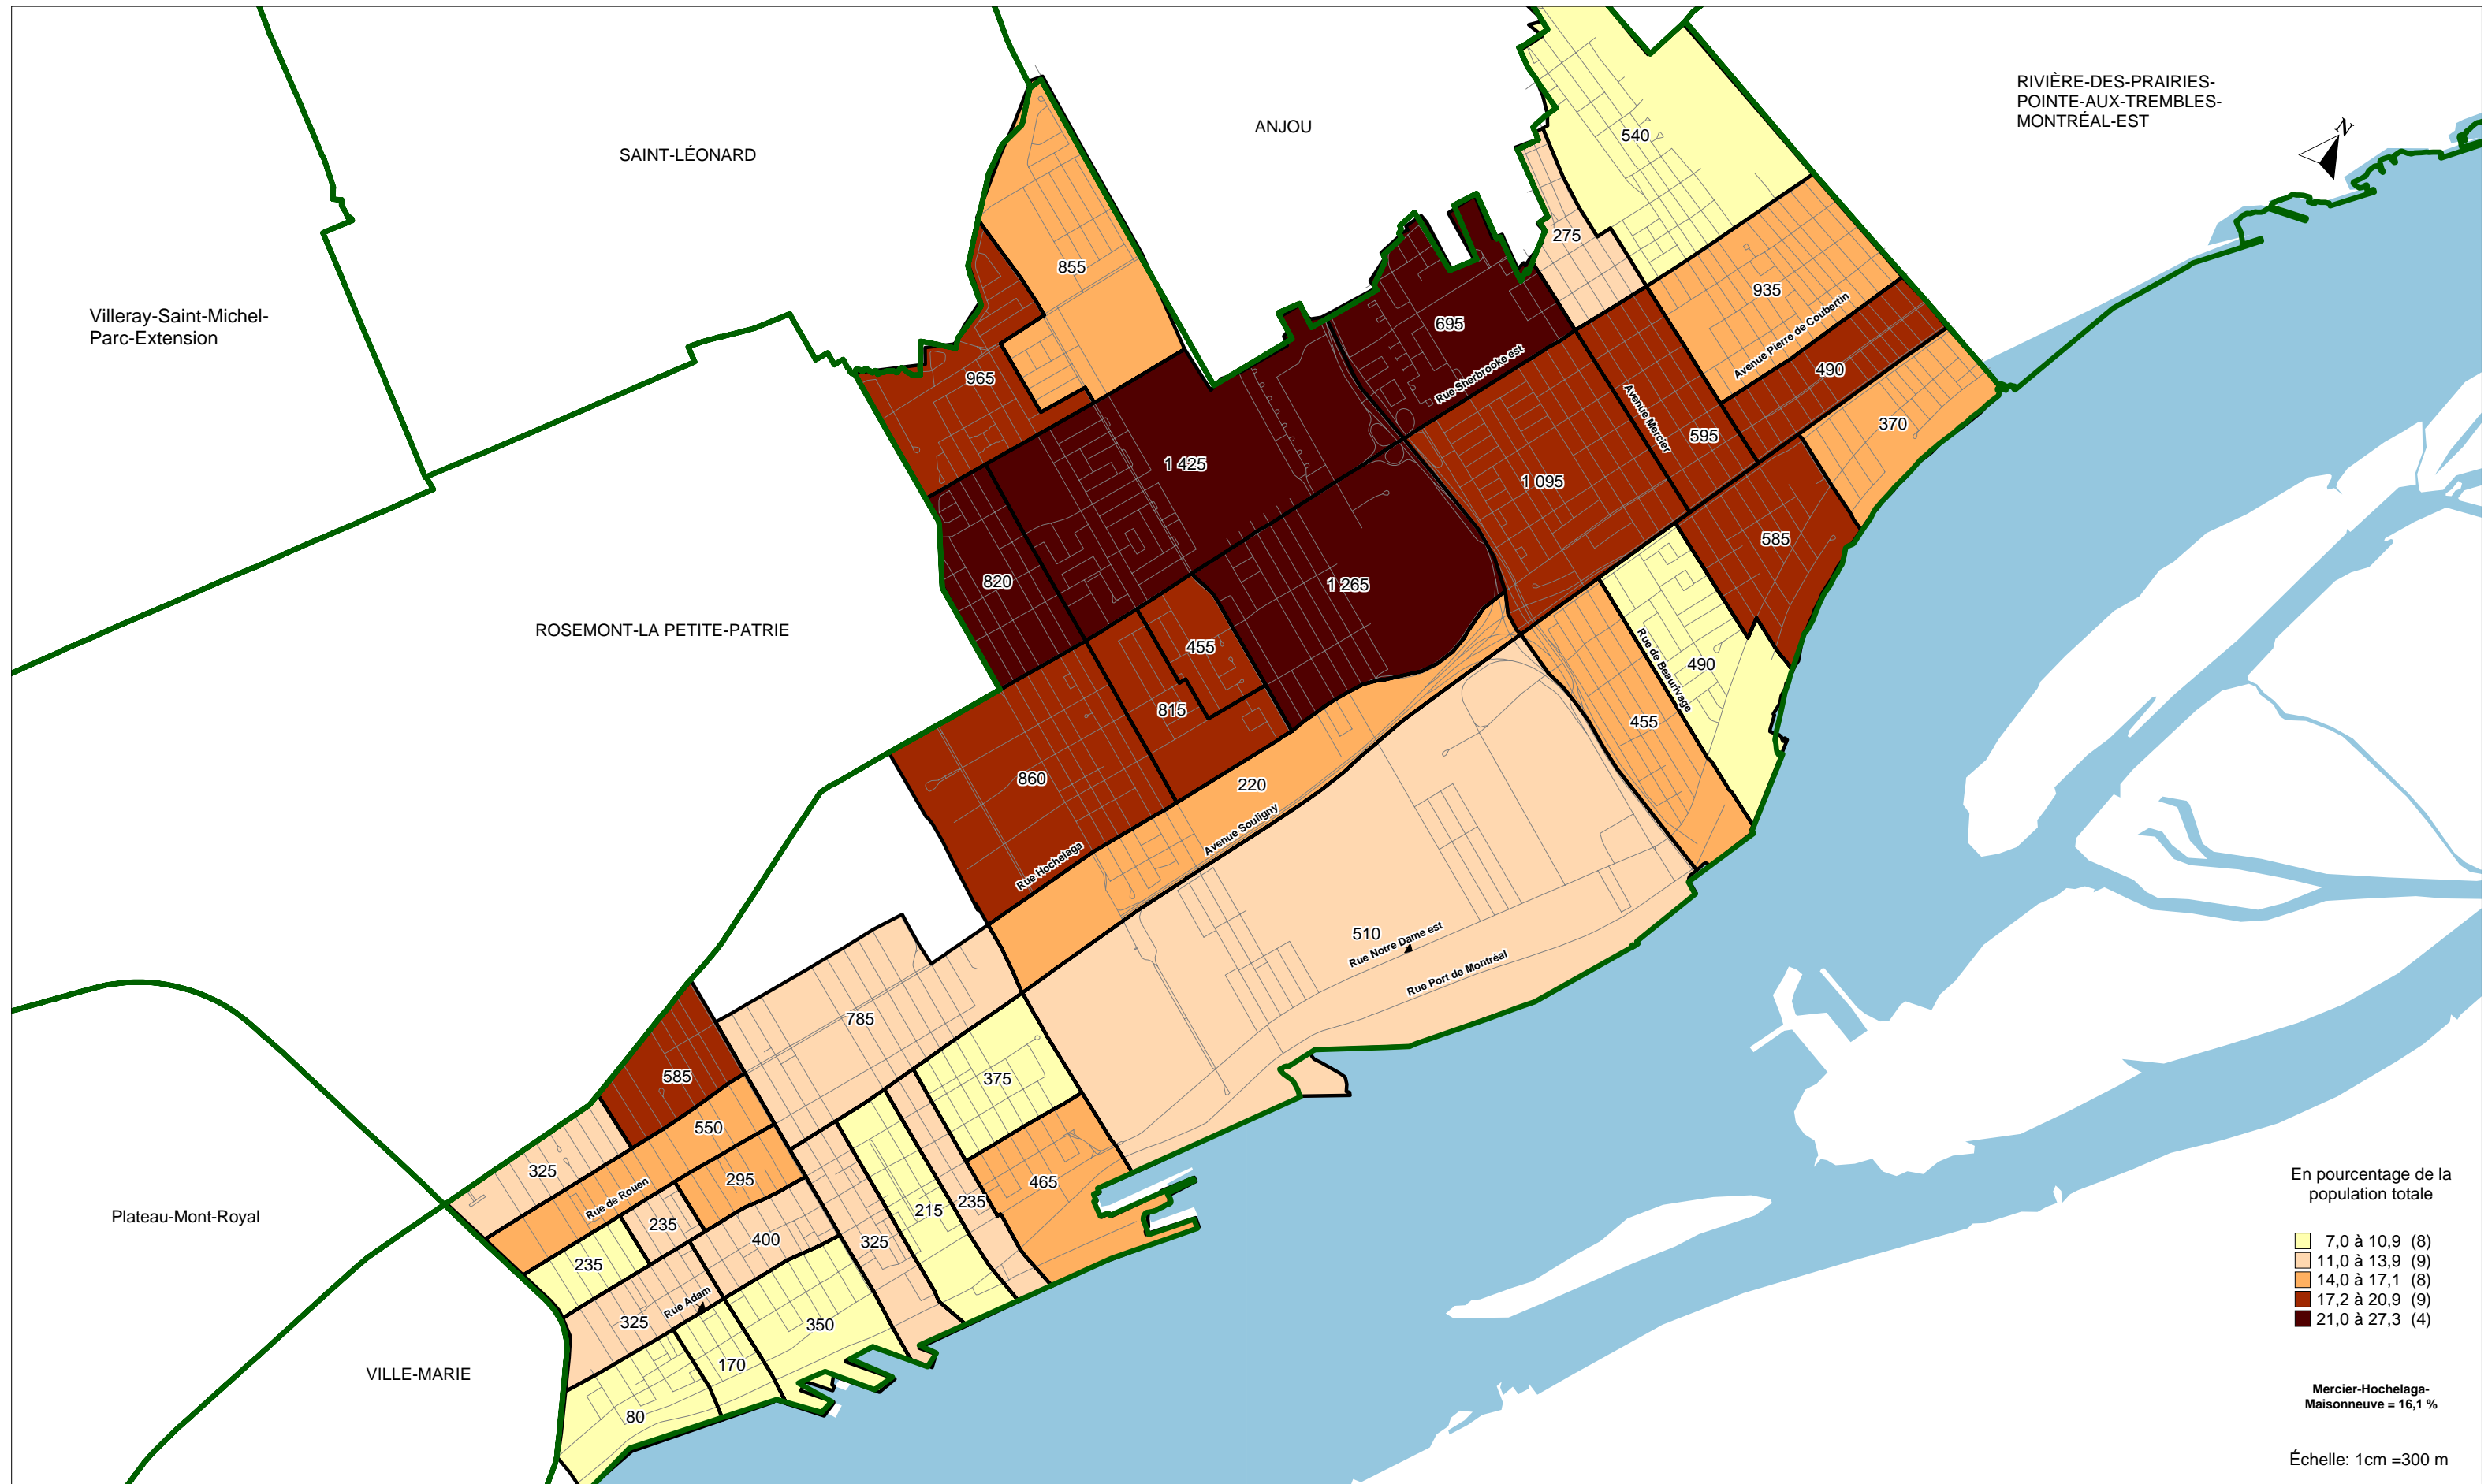 RIVIÈRE-DES-PRAIRIES-
POINTE-AUX-TREMBLES-
MONTRÉAL-EST
ANJOU
SAINT-LÉONARD
N
540
275
855
935
Avenue Pierre de Coubertin
Villeray-Saint-Michel-
Parc-Extension
695
Rue Sherbrooke est
965
490
Avenue Mercier
370
595
1 425
1 095
585
820
1 265
ROSEMONT-LA PETITE-PATRIE
455
490
Rue de Beaurivage
815
455
860
220
Avenue Souligny
Rue Hochelaga
510
Rue Notre Dame est
Rue Port de Montréal
785
585
375
550
325
295
465
Rue de Rouen
235
215
235
400
325
235
Plateau-Mont-Royal
325
Rue Adam
350
170
80
VILLE-MARIE
En pourcentage de la
population totale
7,0 à 10,9 (8)
11,0 à 13,9 (9)
14,0 à 17,1 (8)
17,2 à 20,9 (9)
21,0 à 27,3 (4)
Mercier-Hochelaga-
Maisonneuve = 16,1 %
Échelle: 1cm =300 m